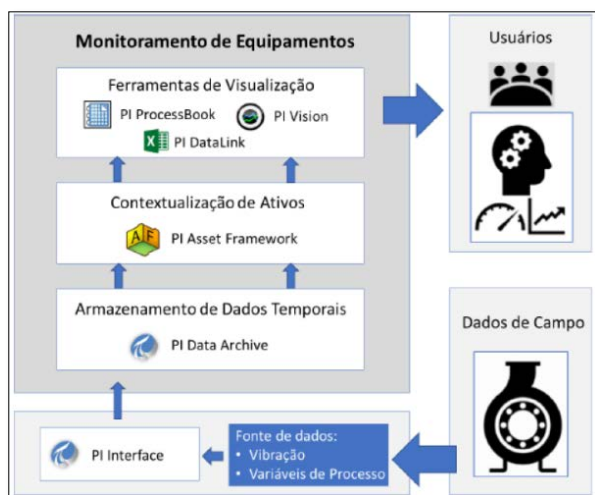 Monitoramento de Equipamentos
Ferramentas de Visualização
PI ProcessBook
PI Vision
PI DataLink
Contextualização de Ativos
AF
PI Asset Framework
Armazenamento de Dados Temporais
PI Data Archive
PI Interface
Fonte de dados:
• Vibração
• Variáveis de Processo
Usuários
Dados de Campo